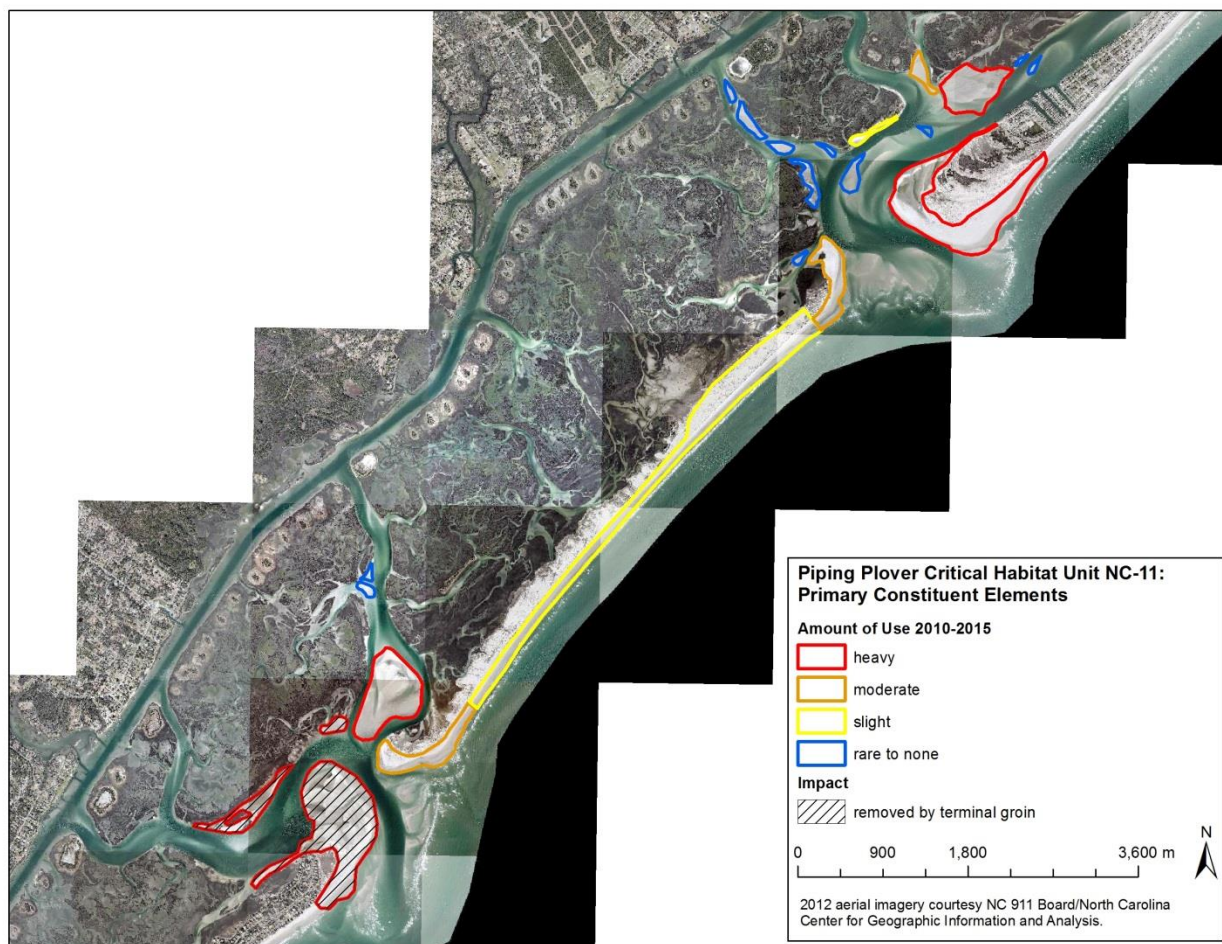 Piping Plover Critical Habitat Unit NC-11:
Primary Constituent Elements
Amount of Use 2010-2015
heavy
moderate
slight
rare to none
Impact
removed by terminal groin
N
0 900 1,800 3,600 m
2012 aerial imagery courtesy NC 911 Board/North Carolina
Center for Geographic Information and Analysis.